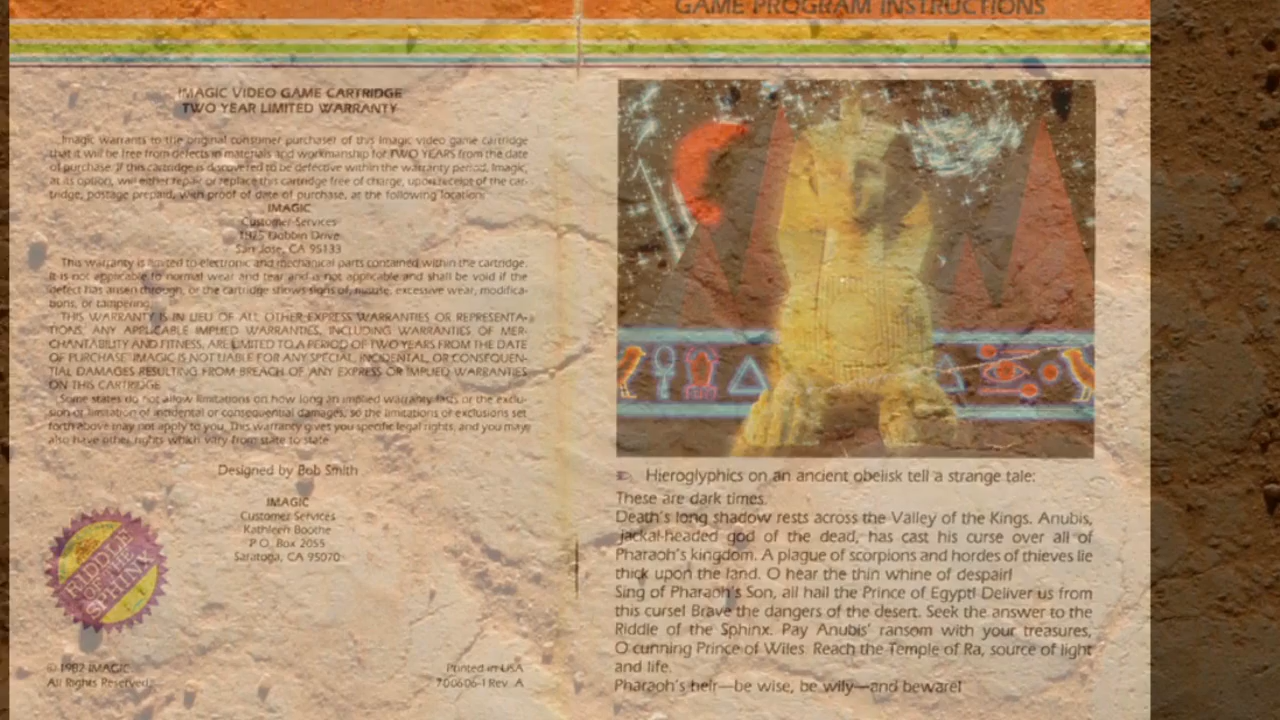 GAME PROGRAM INSTRUCTIONS
IMAGIC VIDEO GAME CARTRIDGE
TWO YEAR LIMITED WARRANTY
Imagic warrants to the original consumer purchaser of this Imagic video game cartridge
that it will be free from defects in materials and workmanship for TWO YEARS from the date
of purchase. If this cartridge is discovered to be defective within the warranty period, Imagic,
at its option, will either repair or replace this cartridge free of charge, upon receipt of the car-
tridge, postage prepaid, with proof of date of purchase, at the following location:
IMAGIC
Customer Services
1875 Dobbin Drive
San Jose, CA 95133
This warranty is limited to electronic and mechanical parts contained within the cartridge.
It is not applicable to normal wear and tear and is not applicable and shall be void if the
defect has arisen through, or the cartridge shows signs of, misuse, excessive wear, modifica-
tions, or tampering.
THIS WARRANTY IS IN LIEU OF ALL OTHER EXPRESS WARRANTIES OR REPRESENTA-
TIONS. ANY APPLICABLE IMPLIED WARRANTIES, INCLUDING WARRANTIES OF MER-
CHANTABILITY AND FITNESS, ARE LIMITED TO A PERIOD OF TWO YEARS FROM THE DATE
OF PURCHASE. IMAGIC IS NOT LIABLE FOR ANY SPECIAL, INCIDENTAL, OR CONSEQUEN-
TIAL DAMAGES RESULTING FROM BREACH OF ANY EXPRESS OR IMPLIED WARRANTIES
ON THIS CARTRIDGE.
Some states do not allow limitations on how long an implied warranty lasts or the exclu-
sion or limitation of incidental or consequential damages, so the limitations or exclusions set
forth above may not apply to you. This warranty gives you specific legal rights, and you may
also have other rights which vary from state to state.
Designed by Bob Smith
IMAGIC
Customer Services
Kathleen Boothe
P.O. Box 2055
Saratoga, CA 95070
RIDDLE
OF THE
SPHINX
© 1982 IMAGIC
All Rights Reserved.
Printed in USA
700606-1 Rev. A
Hieroglyphics on an ancient obelisk tell a strange tale:
These are dark times.
Death's long shadow rests across the Valley of the Kings. Anubis,
jackal-headed god of the dead, has cast his curse over all of
Pharaoh's kingdom. A plague of scorpions and hordes of thieves lie
thick upon the land. O hear the thin whine of despair!
Sing of Pharaoh's Son, all hail the Prince of Egypt! Deliver us from
this curse! Brave the dangers of the desert. Seek the answer to the
Riddle of the Sphinx. Pay Anubis' ransom with your treasures,
O cunning Prince of Wiles. Reach the Temple of Ra, source of light
and life.
Pharaoh's heir—be wise, be wily—and beware!